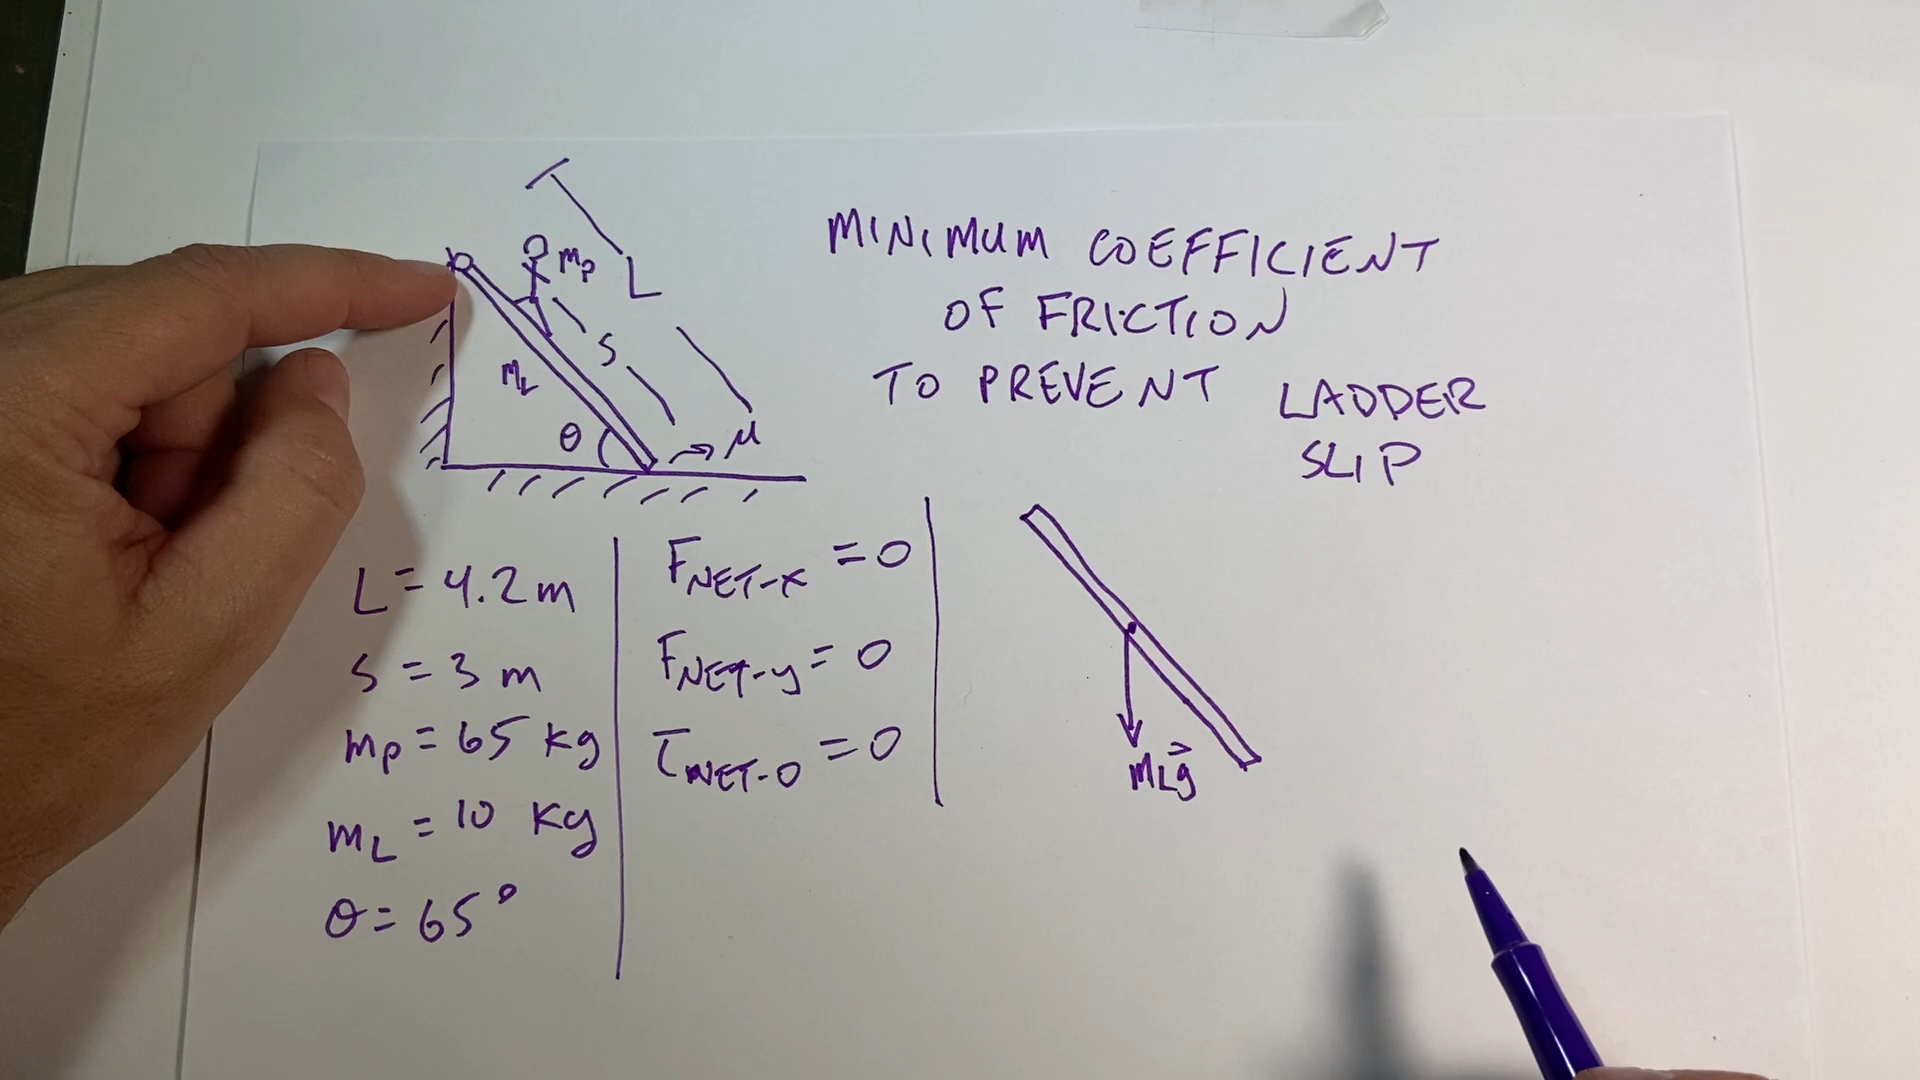 MINIMUM COEFFICIENT
OF FRICTION
TO PREVENT LADDER
SLIP
mp
L
S
mL
θ
μ
L = 4.2 m
S = 3 m
mp = 65 kg
mL = 10 Kg
θ = 65°
FNET-x = 0
FNET-y = 0
τNET-O = 0
mLg⃗